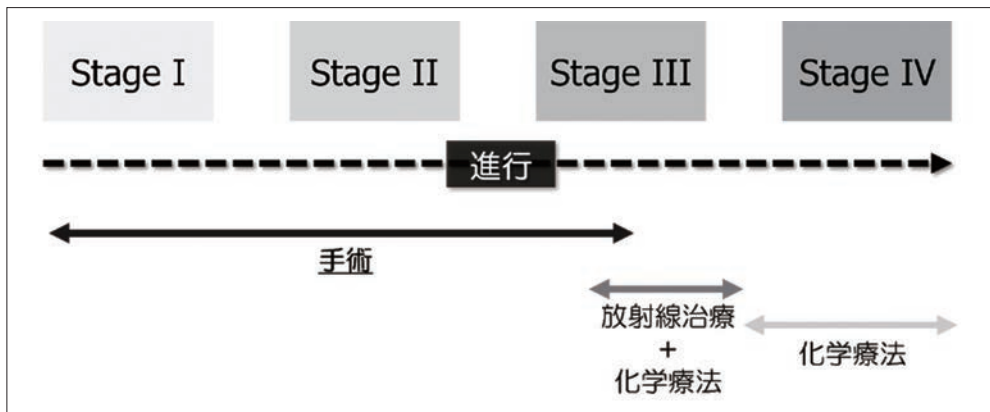 Stage I
Stage II
Stage III
Stage IV
進行
手術
放射線治療
+
化学療法
化学療法